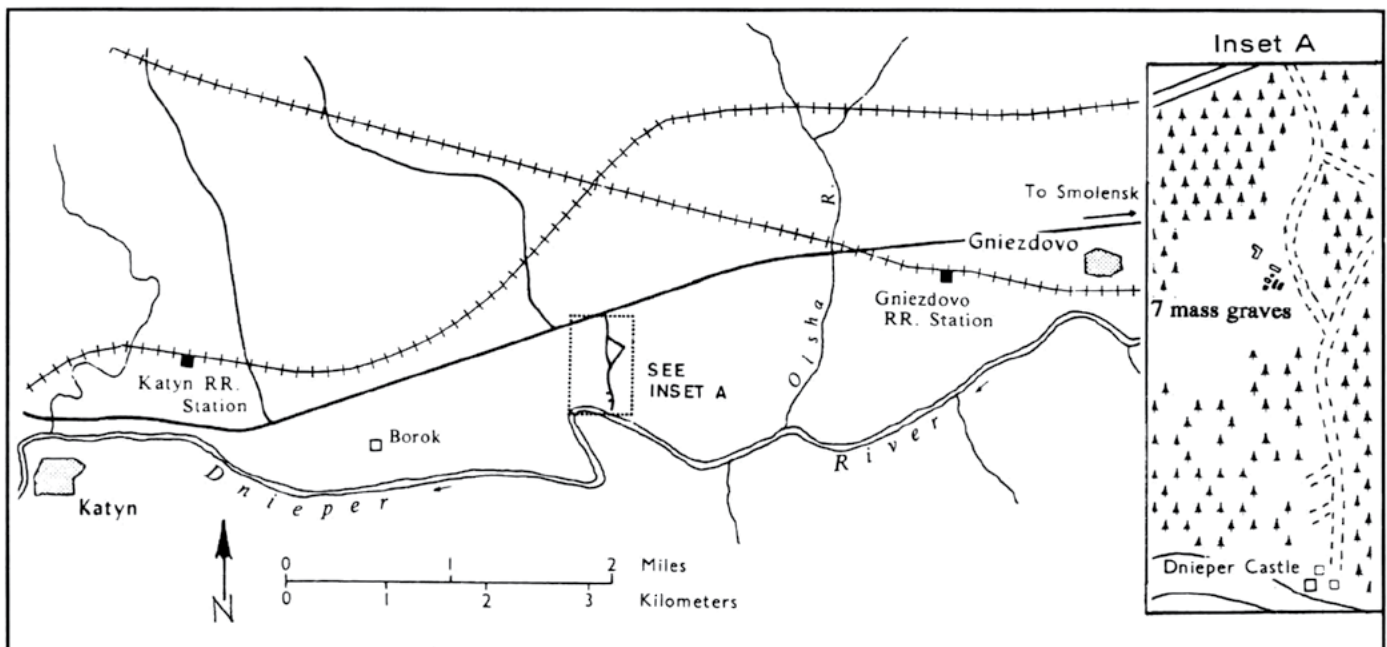 Inset A
To Smolensk
Gniezdovo
Gniezdovo
RR. Station
Olsha R.
7 mass graves
SEE
INSET A
Katyn RR.
Station
Borok
Dnieper River
Katyn
Dnieper Castle
0 1 2 Miles
0 1 2 3 Kilometers
N